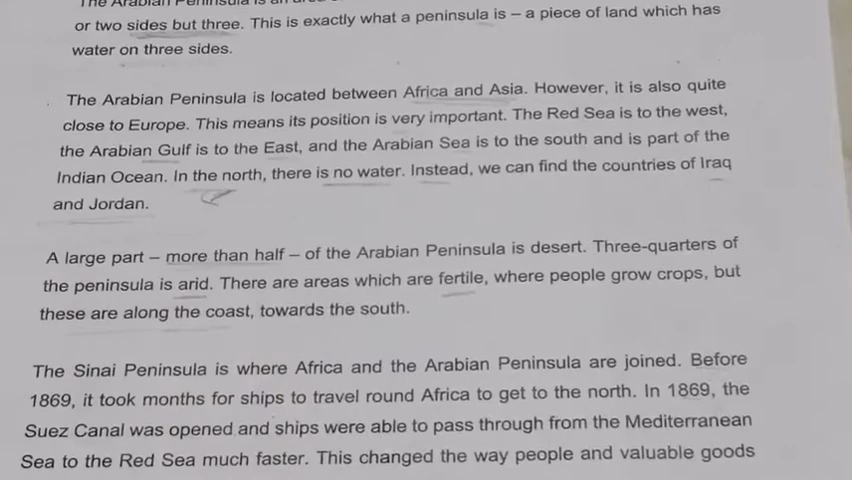 The Arabian Peninsula is an
or two sides but three. This is exactly what a peninsula is – a piece of land which has
water on three sides.
The Arabian Peninsula is located between Africa and Asia. However, it is also quite
close to Europe. This means its position is very important. The Red Sea is to the west,
the Arabian Gulf is to the East, and the Arabian Sea is to the south and is part of the
Indian Ocean. In the north, there is no water. Instead, we can find the countries of Iraq
and Jordan.
A large part – more than half – of the Arabian Peninsula is desert. Three-quarters of
the peninsula is arid. There are areas which are fertile, where people grow crops, but
these are along the coast, towards the south.
The Sinai Peninsula is where Africa and the Arabian Peninsula are joined. Before
1869, it took months for ships to travel round Africa to get to the north. In 1869, the
Suez Canal was opened and ships were able to pass through from the Mediterranean
Sea to the Red Sea much faster. This changed the way people and valuable goods